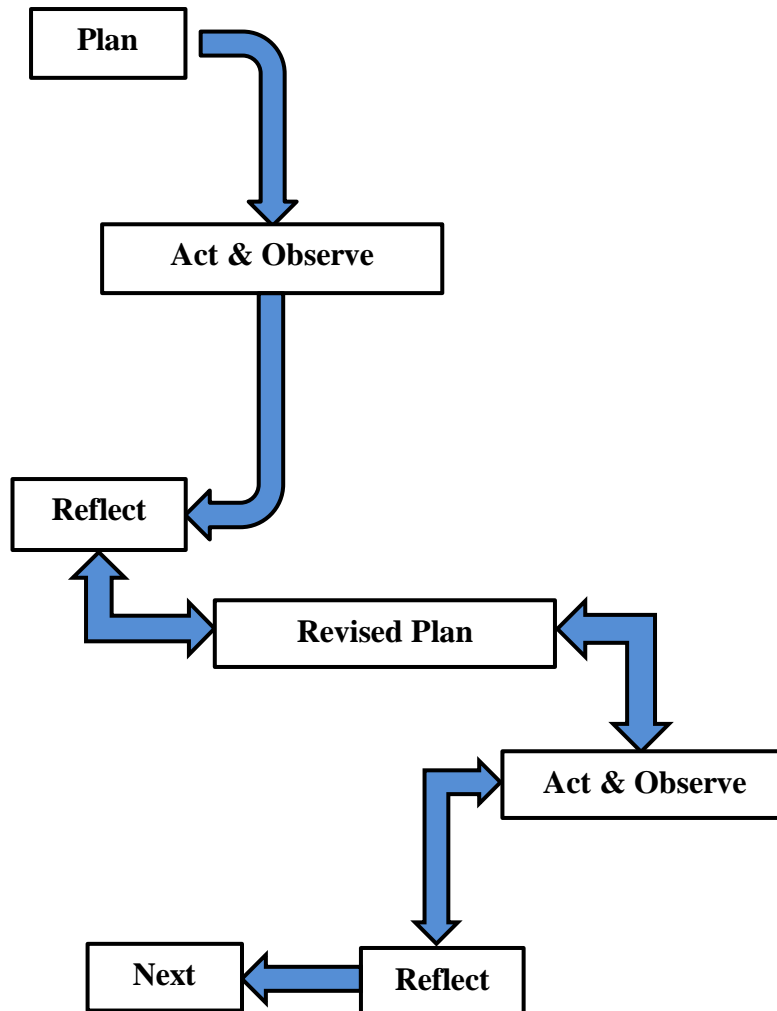 Plan
Act & Observe
Reflect
Revised Plan
Act & Observe
Next
Reflect